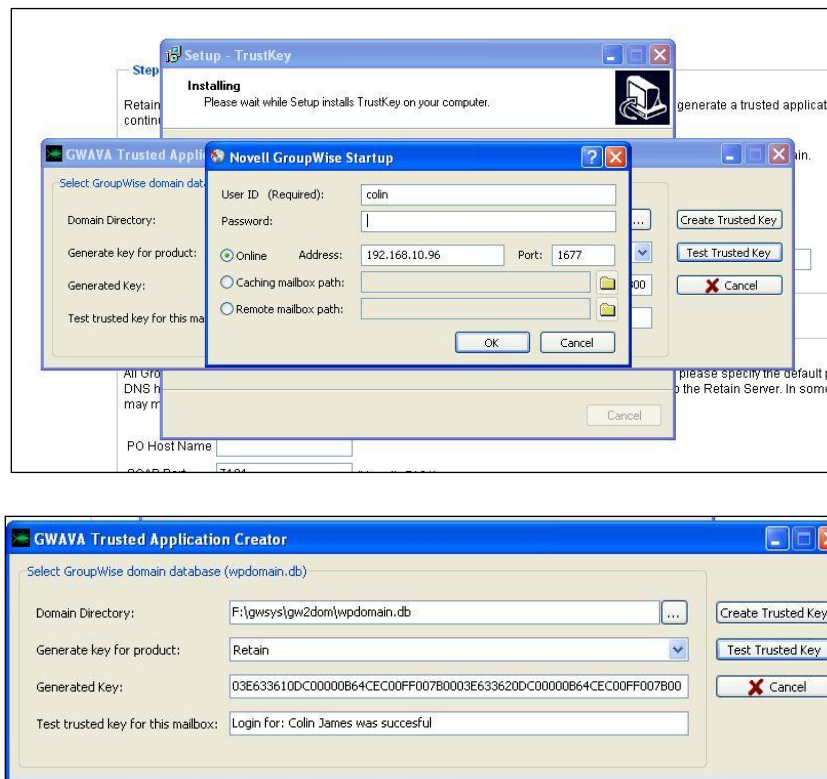 Setup - TrustKey
Step
Installing
Please wait while Setup installs TrustKey on your computer.
Retain
generate a trusted applicat
contin
GWAVA Trusted Appli
Novell GroupWise Startup
ain.
Select GroupWise domain data
User ID (Required): colin
Domain Directory:
Password:
...
Create Trusted Key
Generate key for product:
Online Address: 192.168.10.96 Port: 1677
Test Trusted Key
Generated Key:
Caching mailbox path:
00
Cancel
Remote mailbox path:
Test trusted key for this ma
OK Cancel
All Gro
please specify the default p
DNS h
o the Retain Server. In some
may m
Cancel
PO Host Name
GWAVA Trusted Application Creator
Select GroupWise domain database (wpdomain.db)
Domain Directory: F:\gwsys\gw2dom\wpdomain.db ... Create Trusted Key
Generate key for product: Retain Test Trusted Key
Generated Key: 03E633610DC00000B64CEC00FF007B0003E633620DC00000B64CEC00FF007B00 Cancel
Test trusted key for this mailbox: Login for: Colin James was succesful